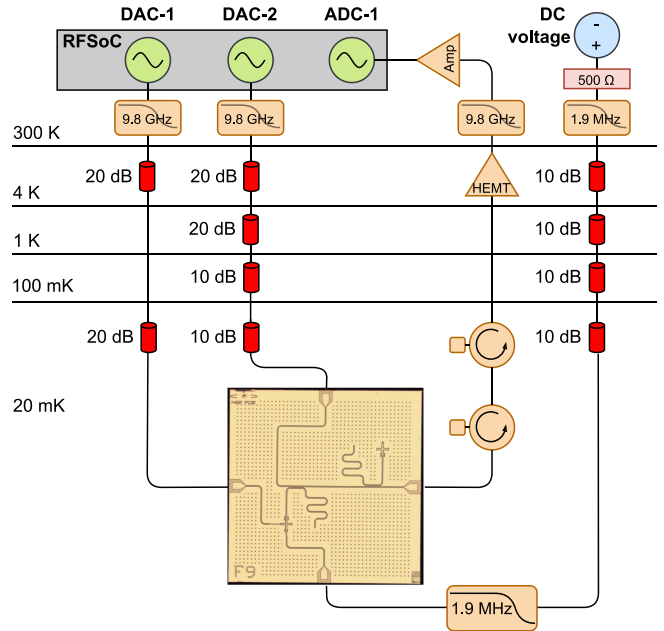 DAC-1 DAC-2 ADC-1 DC
voltage
RFSoC
-
+
Amp
500 Ω
9.8 GHz 9.8 GHz 9.8 GHz 1.9 MHz
300 K
20 dB 20 dB HEMT 10 dB
4 K
20 dB 10 dB
1 K
10 dB 10 dB
100 mK
20 dB 10 dB 10 dB
20 mK
F9
1.9 MHz